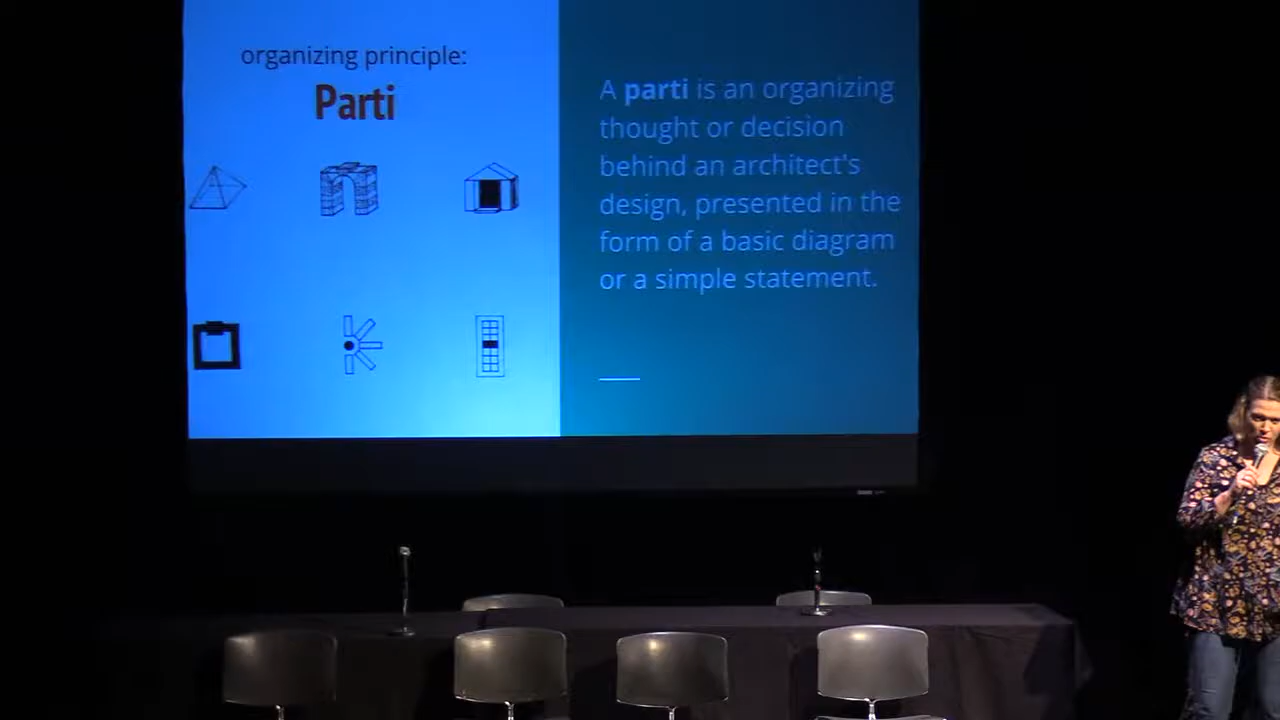 organizing principle:
Parti
A parti is an organizing
thought or decision
behind an architect's
design, presented in the
form of a basic diagram
or a simple statement.